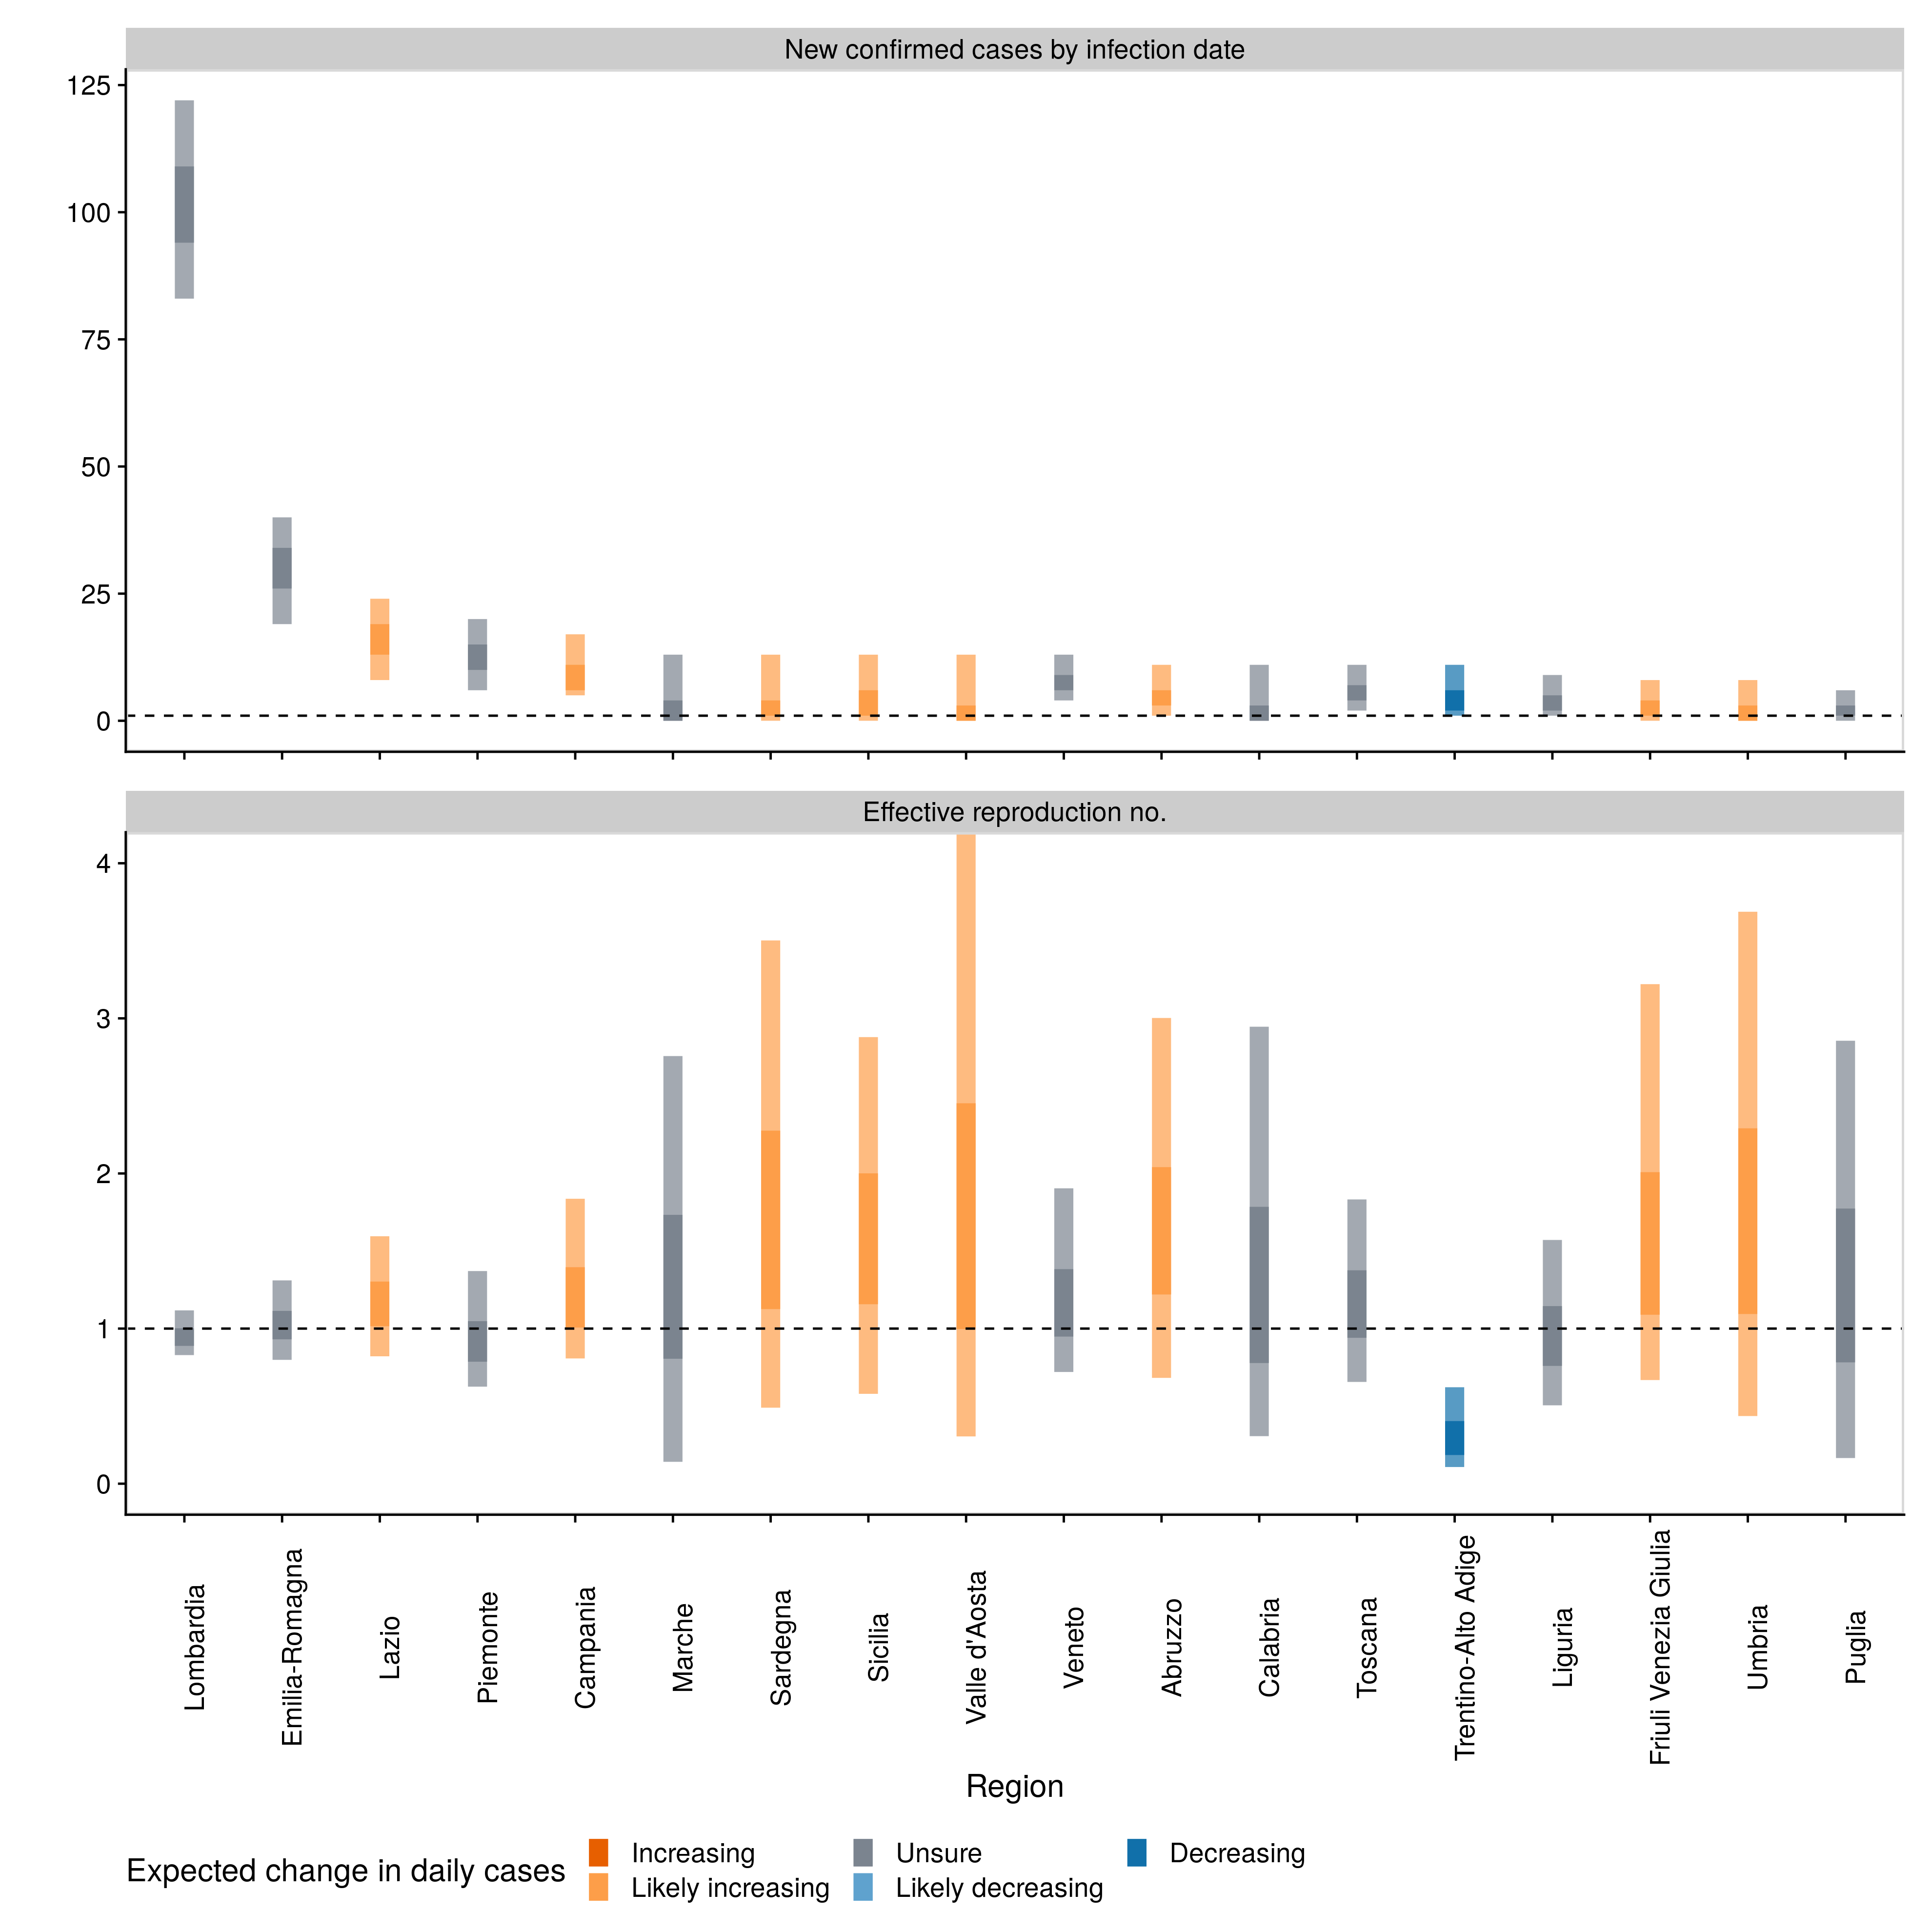 New confirmed cases by infection date
125
100
75
50
25
0
Effective reproduction no.
4
3
2
1
0
Lombardia
Emilia-Romagna
Lazio
Piemonte
Campania
Marche
Sardegna
Sicilia
Valle d'Aosta
Veneto
Abruzzo
Calabria
Toscana
Trentino-Alto Adige
Liguria
Friuli Venezia Giulia
Umbria
Puglia
Region
Expected change in daily cases
Increasing
Likely increasing
Unsure
Likely decreasing
Decreasing